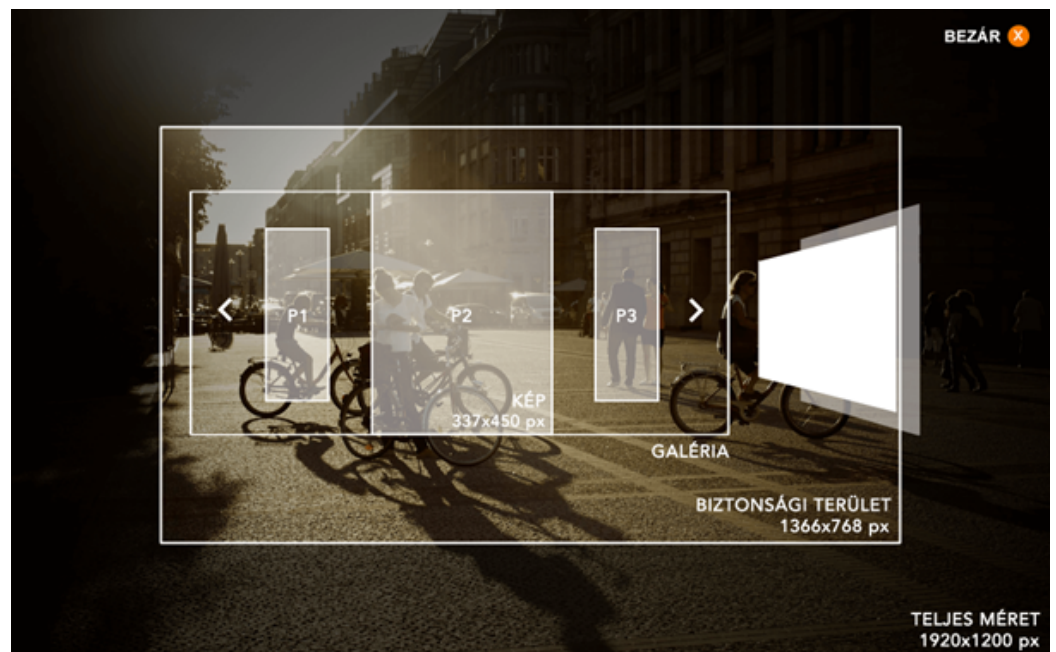 BEZÁR X
P1
P2
P3
KÉP
337x450 px
GALÉRIA
BIZTONSÁGI TERÜLET
1366x768 px
TELJES MÉRET
1920x1200 px